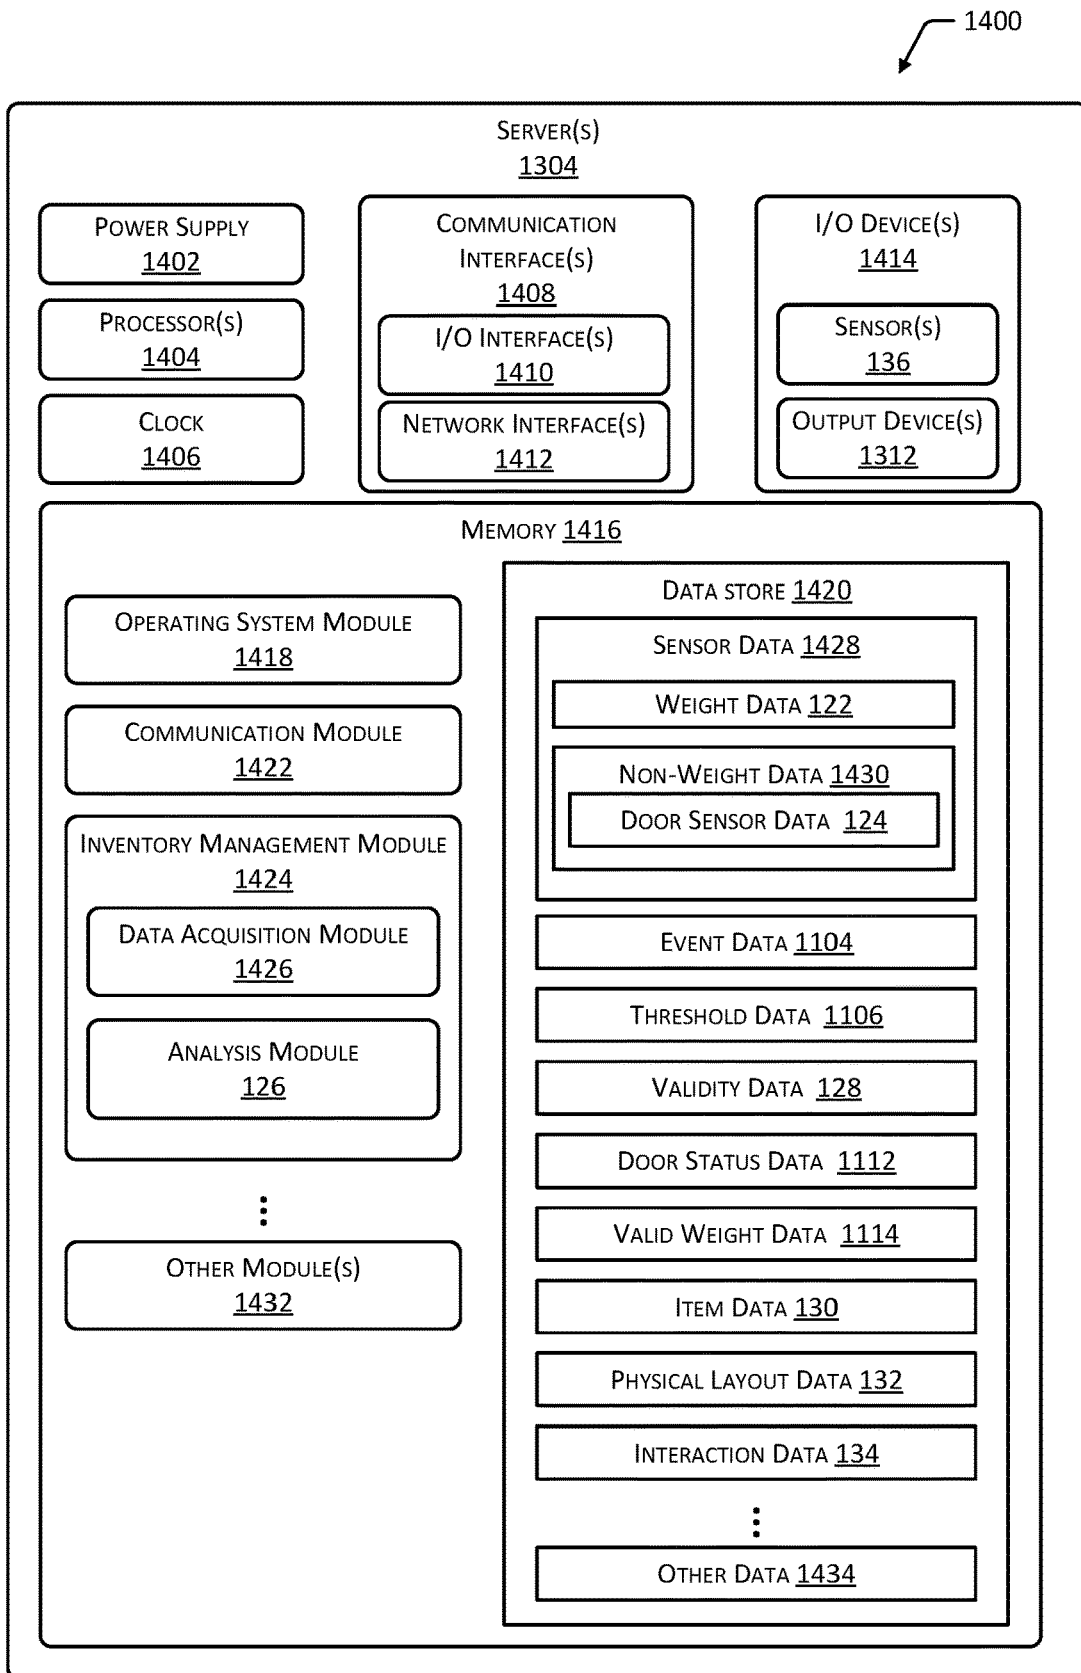 1400
SERVER(S)
1304
POWER SUPPLY
1402
PROCESSOR(S)
1404
CLOCK
1406
COMMUNICATION
INTERFACE(S)
1408
I/O INTERFACE(S)
1410
NETWORK INTERFACE(S)
1412
I/O DEVICE(S)
1414
SENSOR(S)
136
OUTPUT DEVICE(S)
1312
MEMORY 1416
OPERATING SYSTEM MODULE
1418
COMMUNICATION MODULE
1422
INVENTORY MANAGEMENT MODULE
1424
DATA ACQUISITION MODULE
1426
ANALYSIS MODULE
126
OTHER MODULE(S)
1432
DATA STORE 1420
SENSOR DATA 1428
WEIGHT DATA 122
NON-WEIGHT DATA 1430
DOOR SENSOR DATA 124
EVENT DATA 1104
THRESHOLD DATA 1106
VALIDITY DATA 128
DOOR STATUS DATA 1112
VALID WEIGHT DATA 1114
ITEM DATA 130
PHYSICAL LAYOUT DATA 132
INTERACTION DATA 134
OTHER DATA 1434